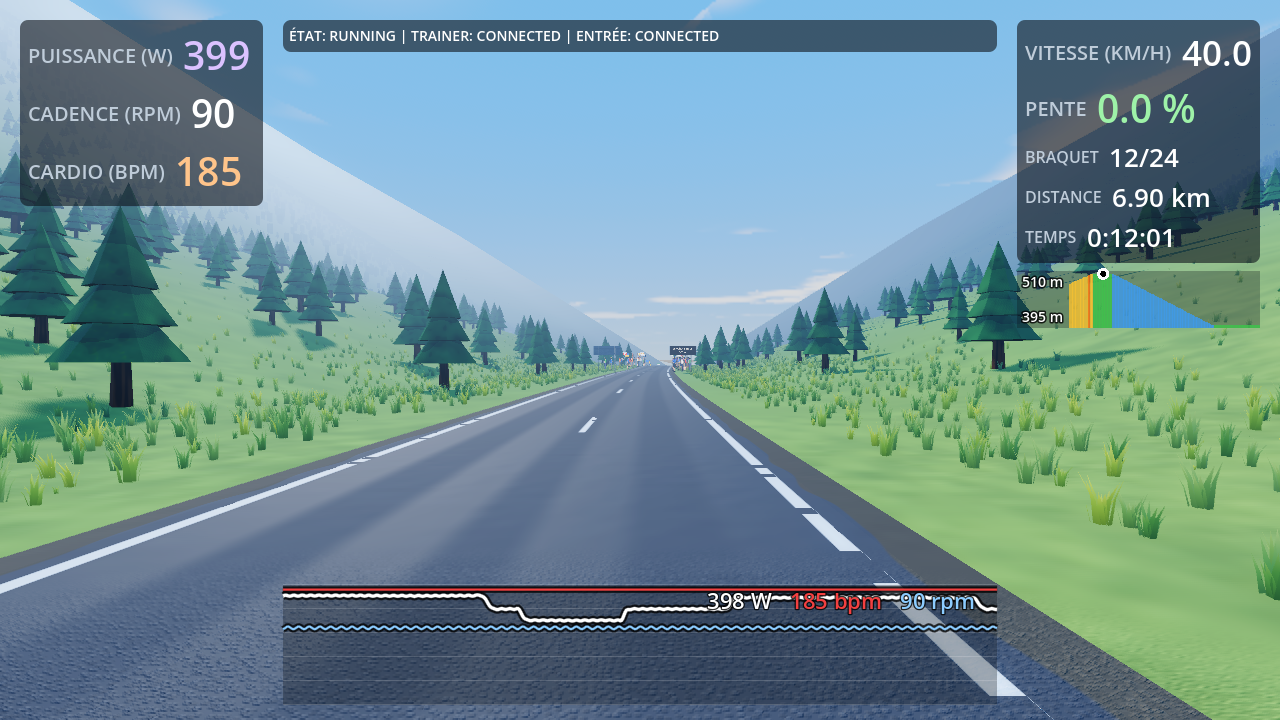 PUISSANCE (W) 399
CADENCE (RPM) 90
CARDIO (BPM) 185
ÉTAT: RUNNING | TRAINER: CONNECTED | ENTRÉE: CONNECTED
VITESSE (KM/H) 40.0
PENTE 0.0 %
BRAQUET 12/24
DISTANCE 6.90 km
TEMPS 0:12:01
510 m
395 m
398 W 185 bpm 90 rpm